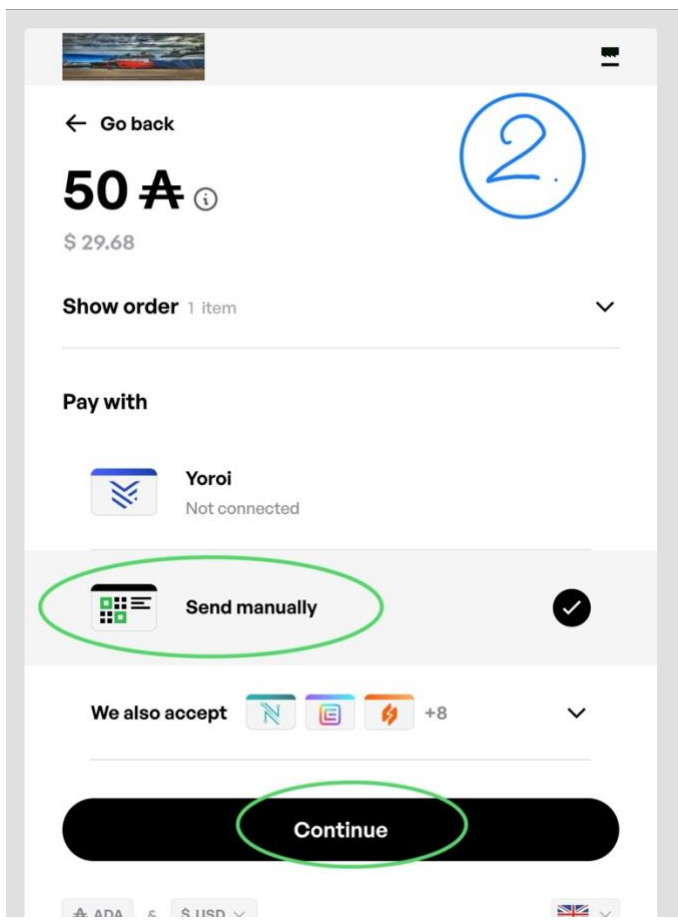 ← Go back
2.
50 ₳
$ 29.68
Show order 1 item
Pay with
Yoroi
Not connected
Send manually
We also accept +8
Continue
₳ ADA & $ USD